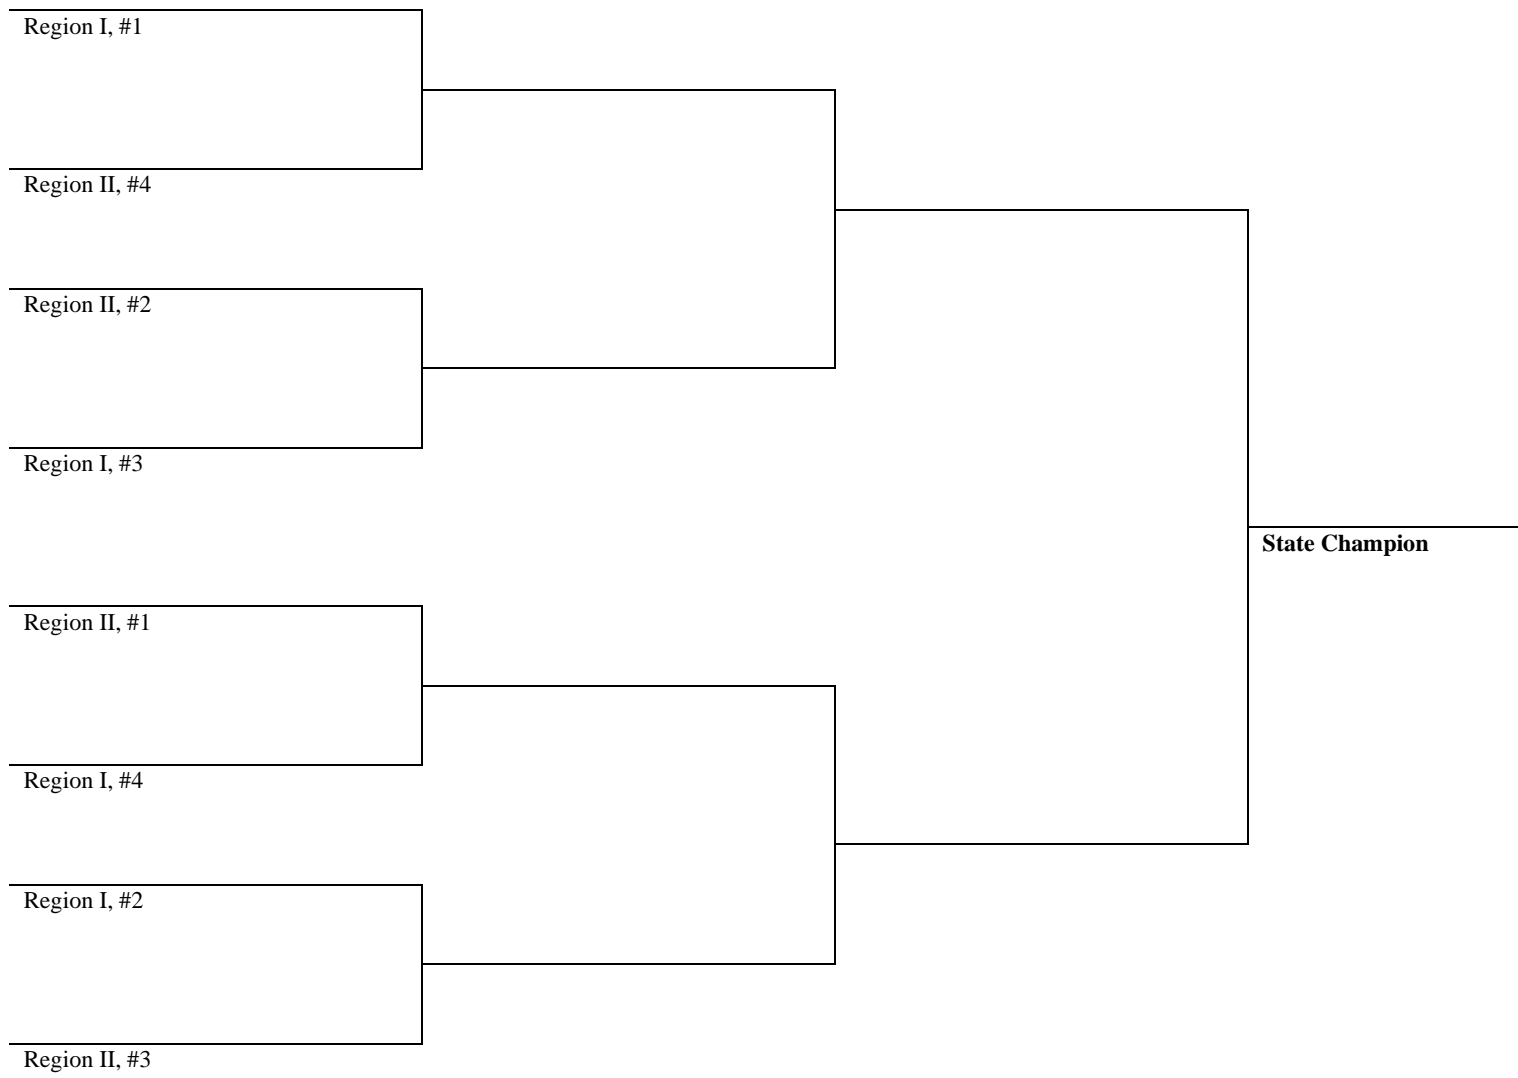 Region I, #1
Region II, #4
Region II, #2
Region I, #3
State Champion
Region II, #1
Region I, #4
Region I, #2
Region II, #3